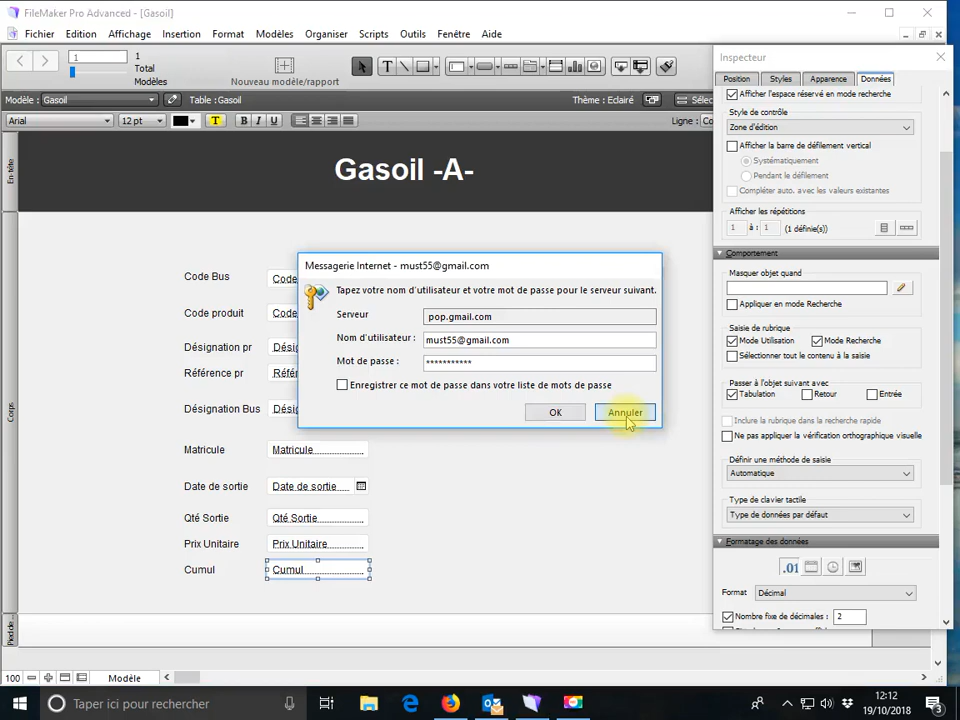 FileMaker Pro Advanced - [Gasoil]
Fichier Edition Affichage Insertion Format Modèles Organiser Scripts Outils Fenêtre Aide
1
1
Total
Modèles
Nouveau modèle/rapport
Modèle : Gasoil
Table : Gasoil
Thème : Eclairé
Arial
12 pt
T
B I U
Ligne :
En-tête
Gasoil -A-
Corps
Code Bus
Code produit
Désignation pr
Référence pr
Désignation Bus
Matricule Matricule
Date de sortie Date de sortie
Qté Sortie Qté Sortie
Prix Unitaire Prix Unitaire
Cumul Cumul
Messagerie Internet - must55@gmail.com
Tapez votre nom d'utilisateur et votre mot de passe pour le serveur suivant.
Serveur pop.gmail.com
Nom d'utilisateur : must55@gmail.com
Mot de passe : ***********
Enregistrer ce mot de passe dans votre liste de mots de passe
OK Annuler
Inspecteur
Position Styles Apparence Données
Afficher l'espace réservé en mode recherche
Style de contrôle
Zone d'édition
Afficher la barre de défilement vertical
Systématiquement
Pendant le défilement
Compléter auto. avec les valeurs existantes
Afficher les répétitions
1 à : 1 (1 définie(s))
Comportement
Masquer objet quand
Appliquer en mode Recherche
Saisie de rubrique
Mode Utilisation Mode Recherche
Sélectionner tout le contenu à la saisie
Passer à l'objet suivant avec
Tabulation Retour Entrée
Inclure la rubrique dans la recherche rapide
Ne pas appliquer la vérification orthographique visuelle
Définir une méthode de saisie
Automatique
Type de clavier tactile
Type de données par défaut
Formatage des données
.01
Format Décimal
Nombre fixe de décimales : 2
100 Modèle
Taper ici pour rechercher
12:12
19/10/2018
3